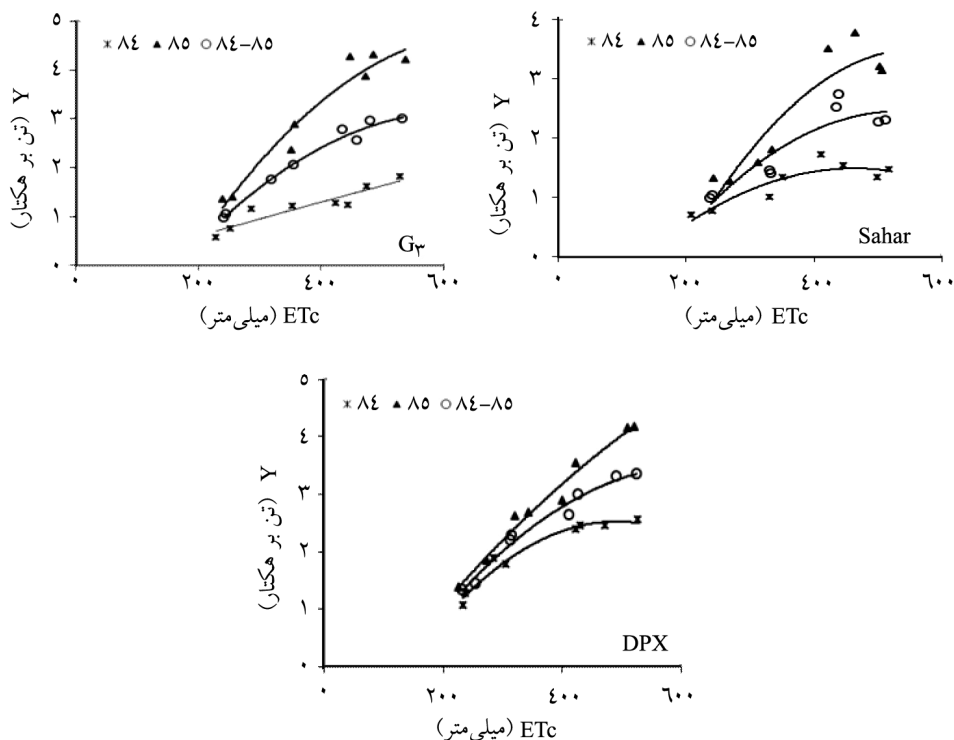 ٨٤ ٨٥ ٨٤-٨٥
Y (تن بر هکتار)
٥
٤
٣
٢
١
٠
G٣
٠ ٢٠٠ ٤٠٠ ٦٠٠
ETc (میلی‌متر)
٨٤ ٨٥ ٨٤-٨٥
Y (تن بر هکتار)
٤
٣
٢
١
٠
Sahar
٠ ٢٠٠ ٤٠٠ ٦٠٠
ETc (میلی‌متر)
٨٤ ٨٥ ٨٤-٨٥
Y (تن بر هکتار)
٥
٤
٣
٢
١
٠
DPX
٠ ٢٠٠ ٤٠٠ ٦٠٠
ETc (میلی‌متر)